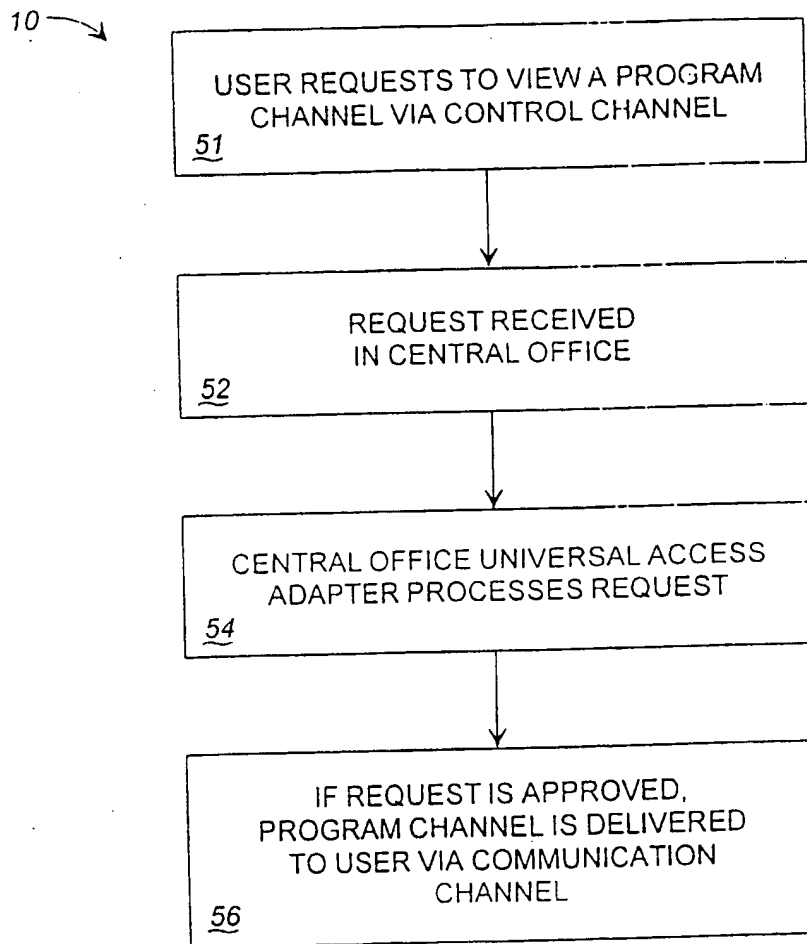 10
USER REQUESTS TO VIEW A PROGRAM
CHANNEL VIA CONTROL CHANNEL
51
REQUEST RECEIVED
IN CENTRAL OFFICE
52
CENTRAL OFFICE UNIVERSAL ACCESS
ADAPTER PROCESSES REQUEST
54
IF REQUEST IS APPROVED,
PROGRAM CHANNEL IS DELIVERED
TO USER VIA COMMUNICATION
CHANNEL
56